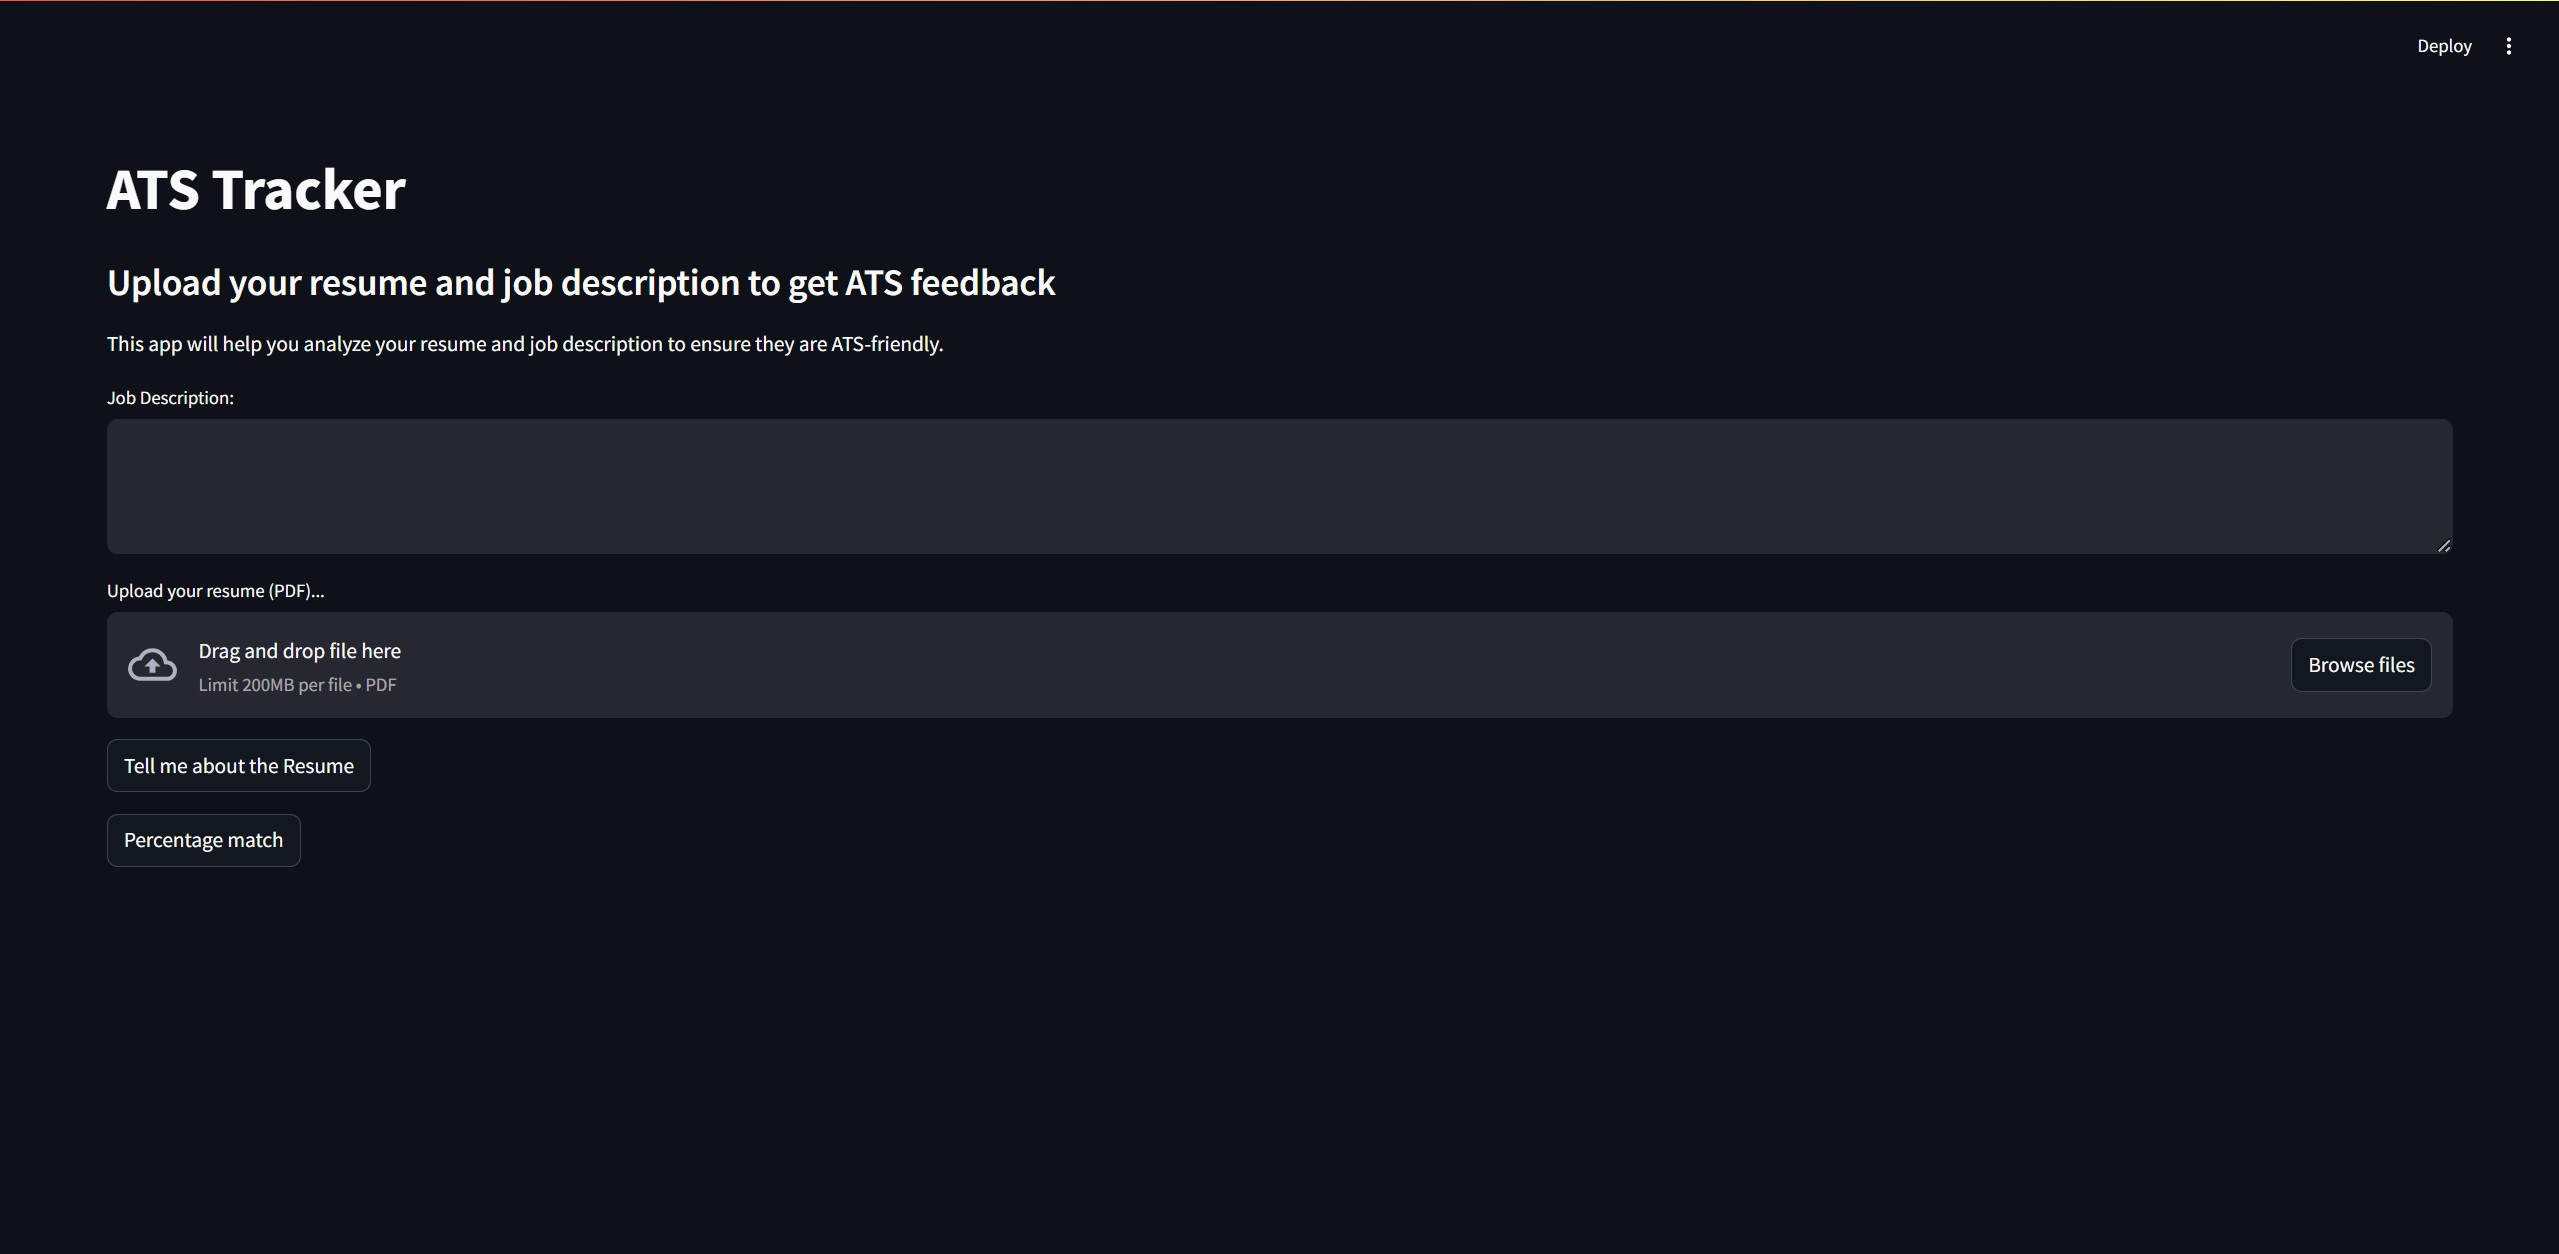 Deploy
ATS Tracker
Upload your resume and job description to get ATS feedback
This app will help you analyze your resume and job description to ensure they are ATS-friendly.
Job Description:
Upload your resume (PDF)...
Drag and drop file here
Limit 200MB per file • PDF
Browse files
Tell me about the Resume
Percentage match